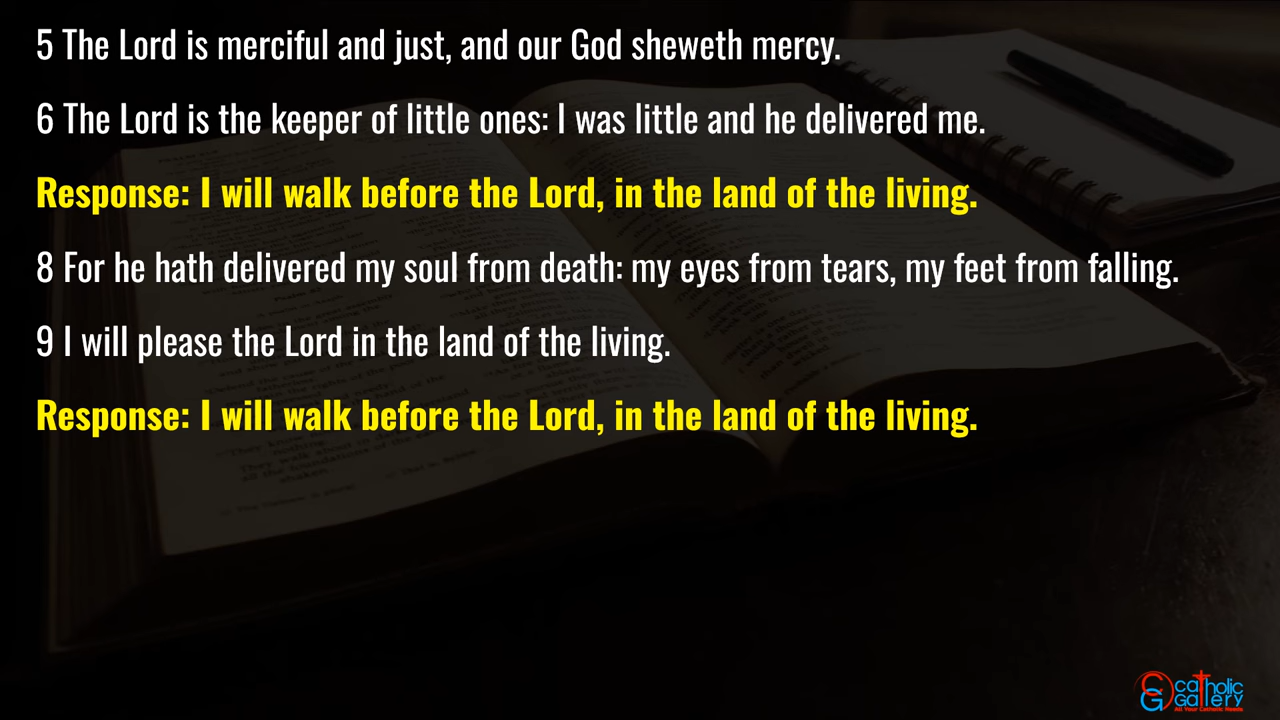 5 The Lord is merciful and just, and our God sheweth mercy.
6 The Lord is the keeper of little ones: I was little and he delivered me.
Response: I will walk before the Lord, in the land of the living.
8 For he hath delivered my soul from death: my eyes from tears, my feet from falling.
9 I will please the Lord in the land of the living.
Response: I will walk before the Lord, in the land of the living.
catholic
Gallery
All Your Catholic Needs